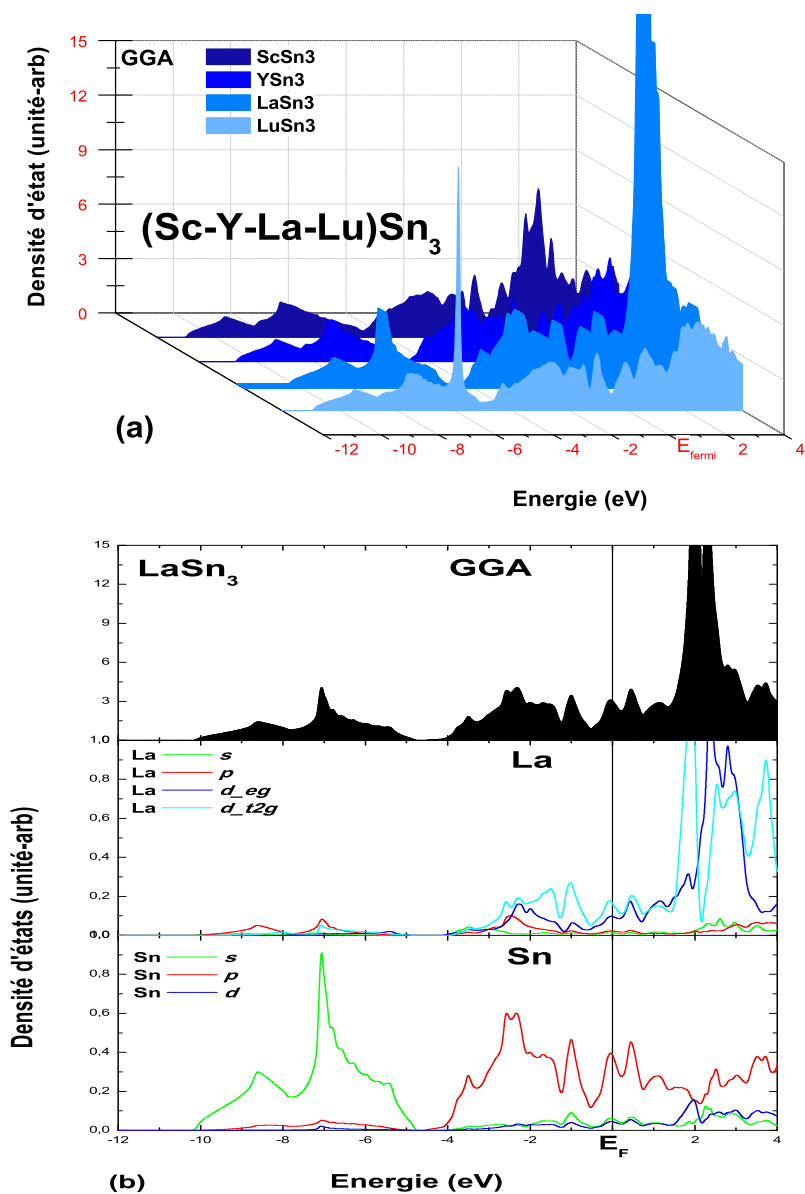 15
12
9
6
3
0
Densité d'état (unité-arb)
GGA
ScSn3
YSn3
LaSn3
LuSn3
(Sc-Y-La-Lu)Sn3
(a)
-12 -10 -8 -6 -4 -2 Efermi 2 4
Energie (eV)
15
12
9
6
3
LaSn3 GGA
Densité d'états (unité-arb)
1,0
0,8
0,6
0,4
0,2
0,0
La s
La p
La d_eg
La d_t2g
La
0,8
0,6
0,4
0,2
0,0
Sn s
Sn p
Sn d
Sn
-12 -10 -8 -6 -4 -2 EF 2 4
(b) Energie (eV)